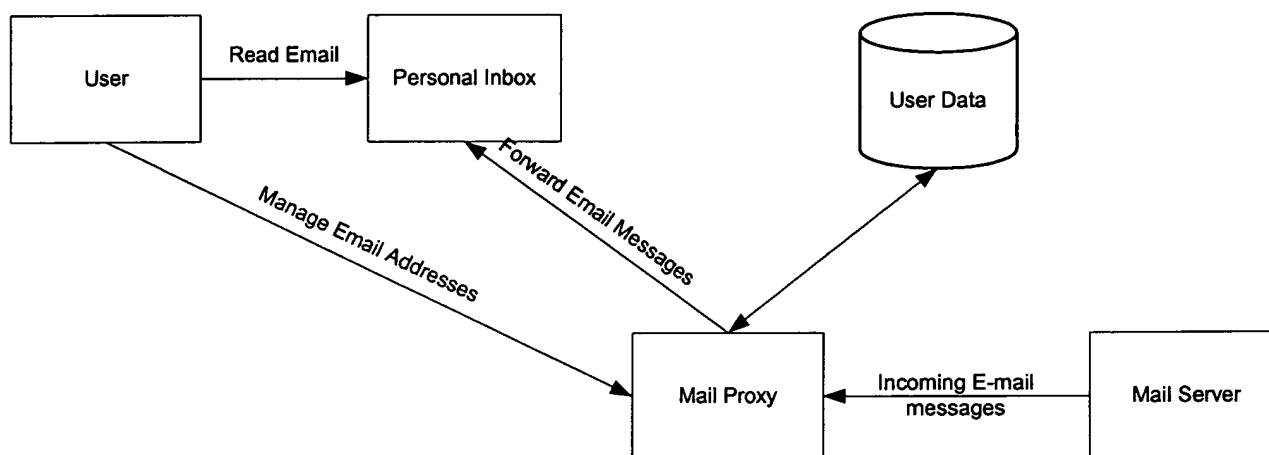 Read Email
User
Personal Inbox
User Data
Forward Email Messages
Manage Email Addresses
Mail Proxy
Incoming E-mail
messages
Mail Server